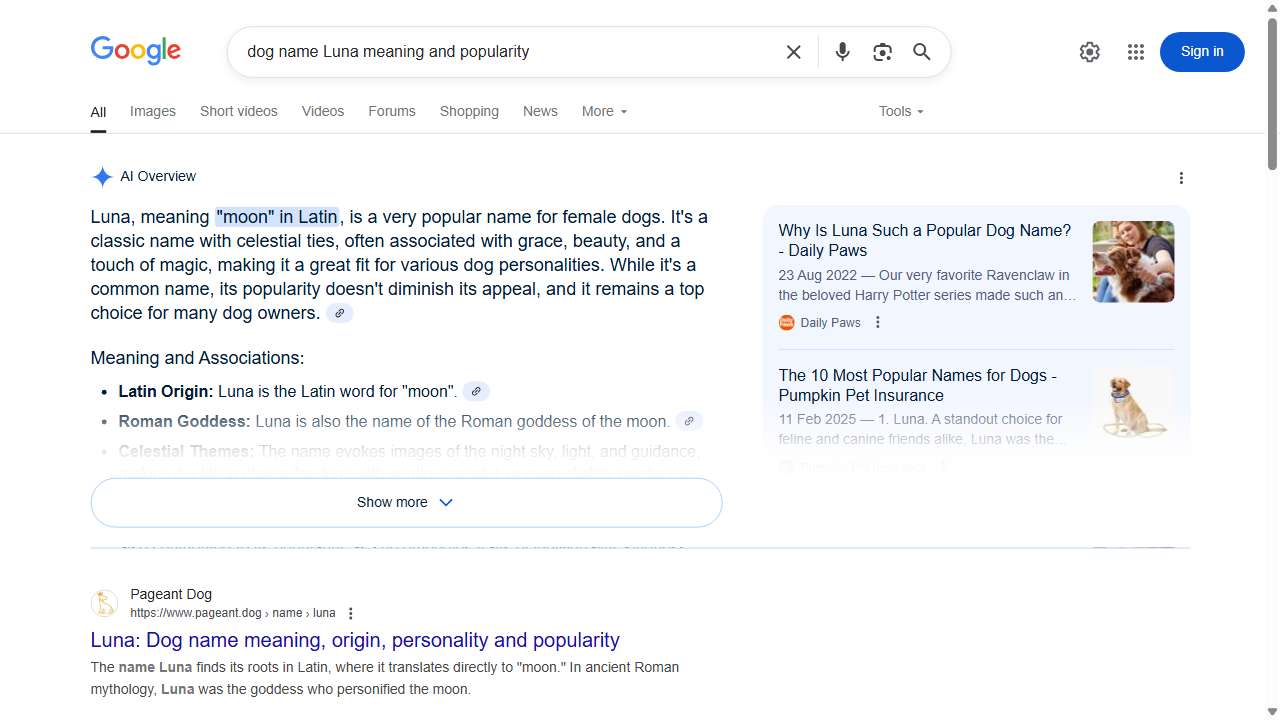 Google
dog name Luna meaning and popularity
Sign in
All
Images
Short videos
Videos
Forums
Shopping
News
More
Tools
AI Overview
Luna, meaning "moon" in Latin, is a very popular name for female dogs. It's a
classic name with celestial ties, often associated with grace, beauty, and a
touch of magic, making it a great fit for various dog personalities. While it's a
common name, its popularity doesn't diminish its appeal, and it remains a top
choice for many dog owners.
Meaning and Associations:
• Latin Origin: Luna is the Latin word for "moon".
• Roman Goddess: Luna is also the name of the Roman goddess of the moon.
• Celestial Themes: The name evokes images of the night sky, light, and guidance,
Show more
Why Is Luna Such a Popular Dog Name?
- Daily Paws
23 Aug 2022 — Our very favorite Ravenclaw in
the beloved Harry Potter series made such an...
Daily Paws
The 10 Most Popular Names for Dogs -
Pumpkin Pet Insurance
11 Feb 2025 — 1. Luna. A standout choice for
feline and canine friends alike, Luna was the...
Pumpkin Pet Insurance
Pageant Dog
https://www.pageant.dog › name › luna
Luna: Dog name meaning, origin, personality and popularity
The name Luna finds its roots in Latin, where it translates directly to "moon." In ancient Roman
mythology, Luna was the goddess who personified the moon.